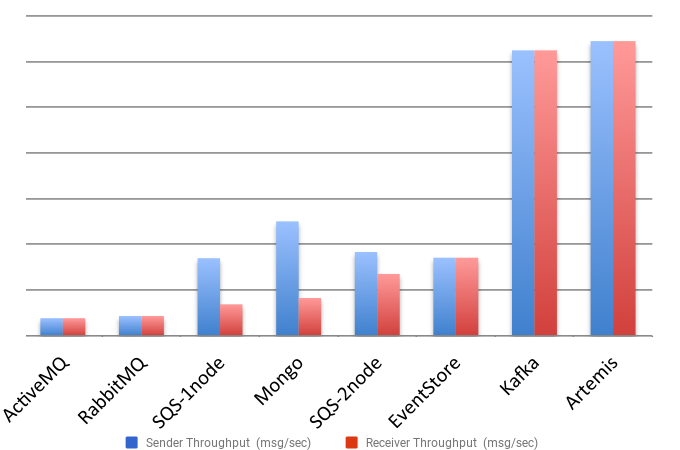 ActiveMQ
RabbitMQ
SQS-1node
Mongo
SQS-2node
EventStore
Kafka
Artemis
Sender Throughput (msg/sec)
Receiver Throughput (msg/sec)